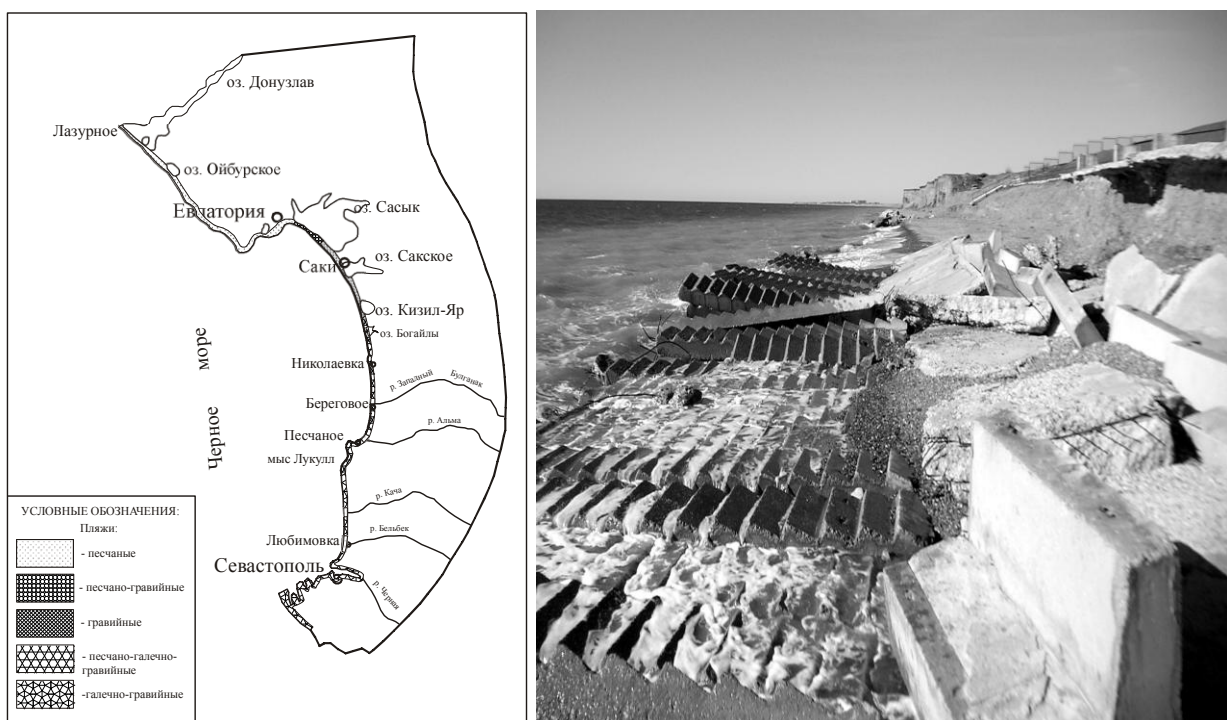 оз. Донузлав
Лазурное
оз. Ойбурское
Евпатория
оз. Сасык
оз. Сакское
Саки
оз. Кизил-Яр
оз. Богайлы
Черное море
Николаевка
р. Западный Булганак
Береговое
р. Альма
Песчаное
мыс Лукулл
р. Кача
р. Бельбек
Любимовка
Севастополь
р. Черная
УСЛОВНЫЕ ОБОЗНАЧЕНИЯ:
Пляжи:
- песчаные
- песчано-гравийные
- гравийные
- песчано-галечно-
гравийные
-галечно-гравийные